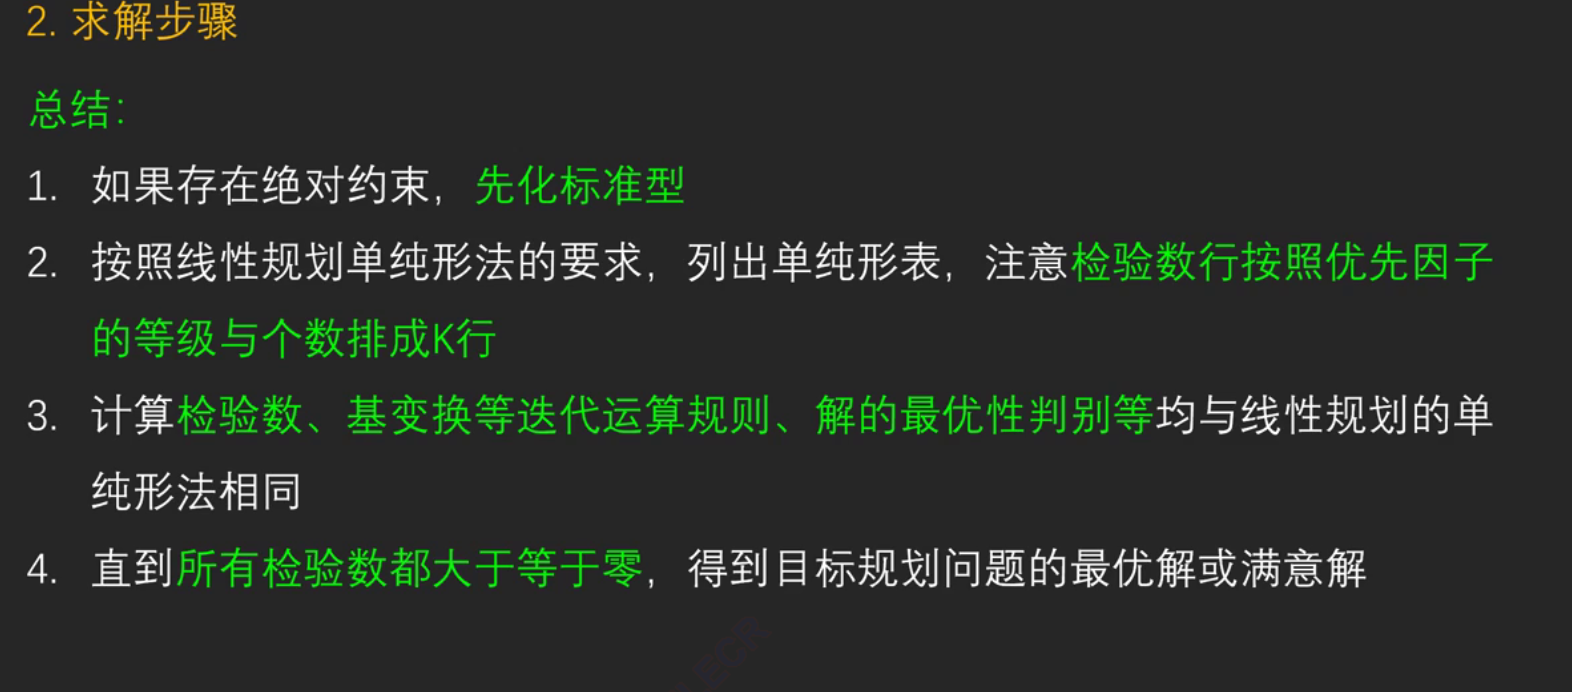 2. 求解步骤
总结：
1. 如果存在绝对约束，先化标准型
2. 按照线性规划单纯形法的要求，列出单纯形表，注意检验数行按照优先因子
的等级与个数排成K行
3. 计算检验数、基变换等迭代运算规则、解的最优性判别等均与线性规划的单
纯形法相同
4. 直到所有检验数都大于等于零，得到目标规划问题的最优解或满意解